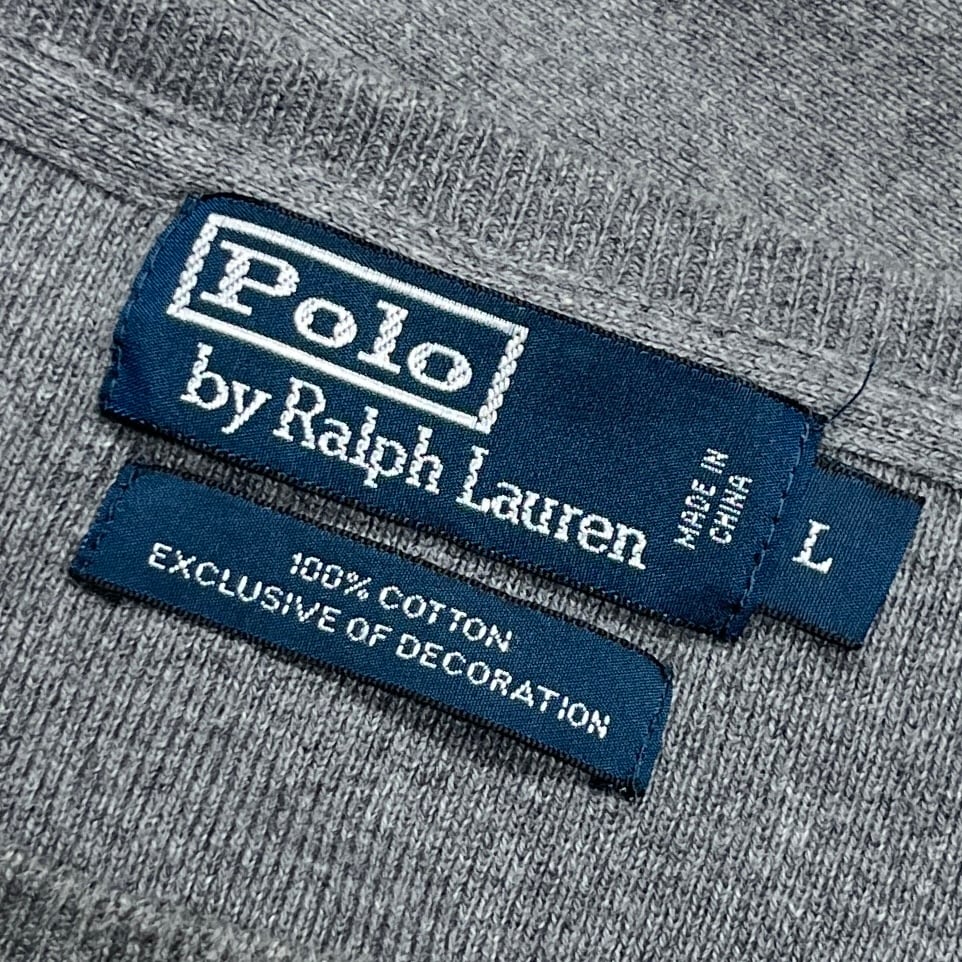 Polo
by Ralph Lauren
MADE IN
CHINA
L
100% COTTON
EXCLUSIVE OF DECORATION